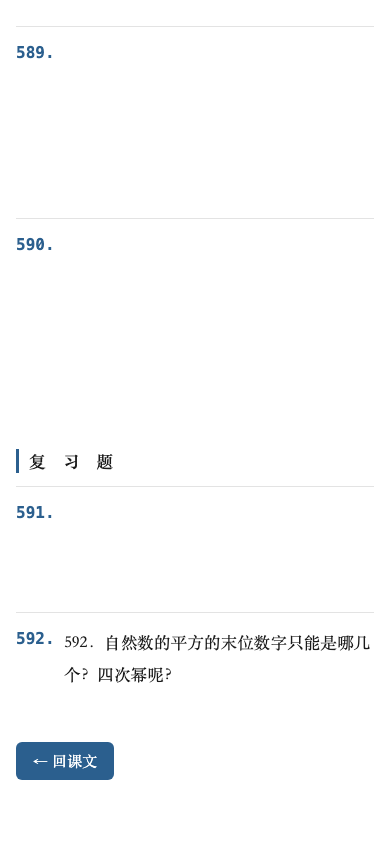 589.
590.
复 习 题
591.
592. 592. 自然数的平方的末位数字只能是哪几
个? 四次幂呢?
← 回课文